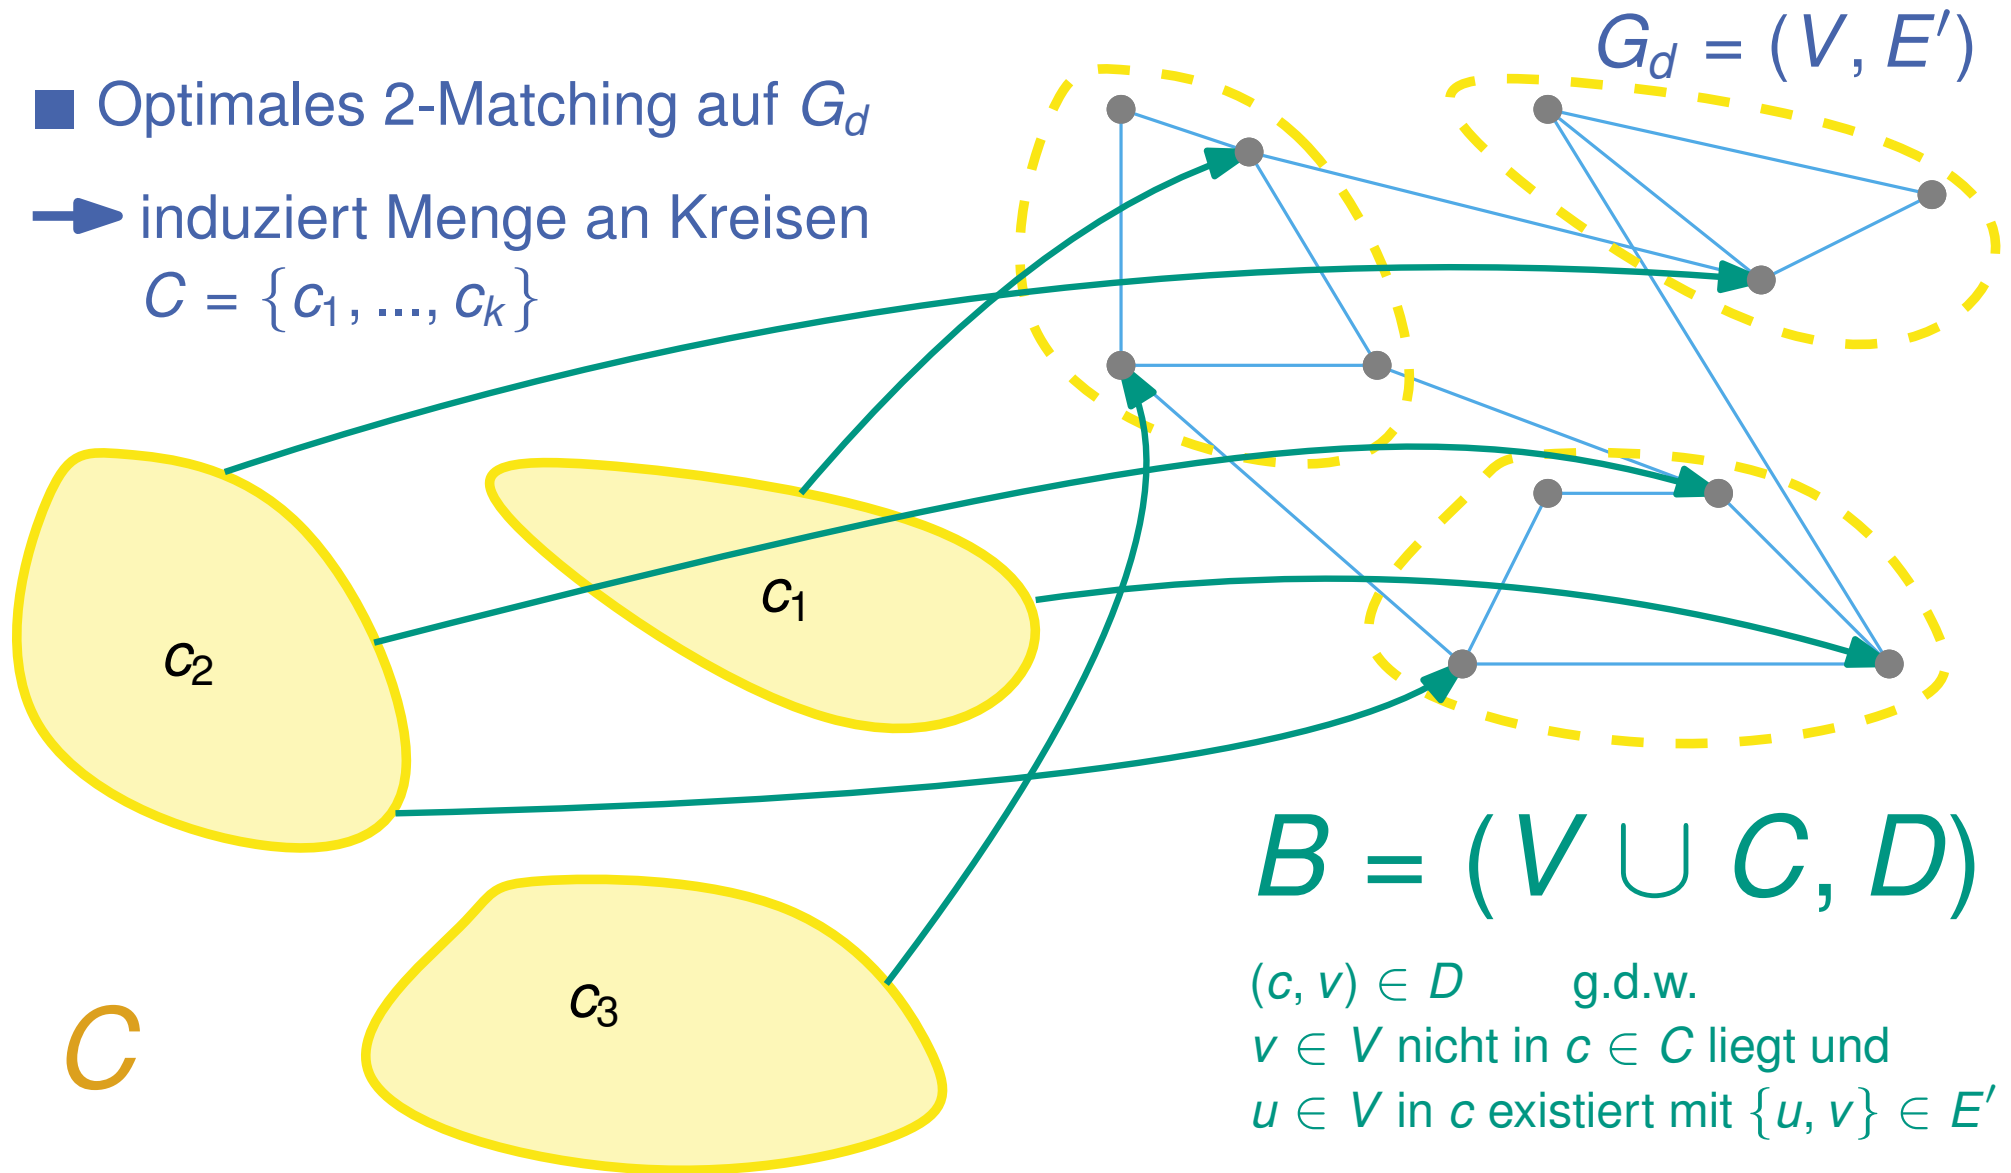 G_d = (V, E′)
Optimales 2-Matching auf G_d
induziert Menge an Kreisen
C = {c_1, ..., c_k}
c_1
c_2
c_3
C
B = (V ∪ C, D)
(c, v) ∈ D g.d.w.
v ∈ V nicht in c ∈ C liegt und
u ∈ V in c existiert mit {u, v} ∈ E′